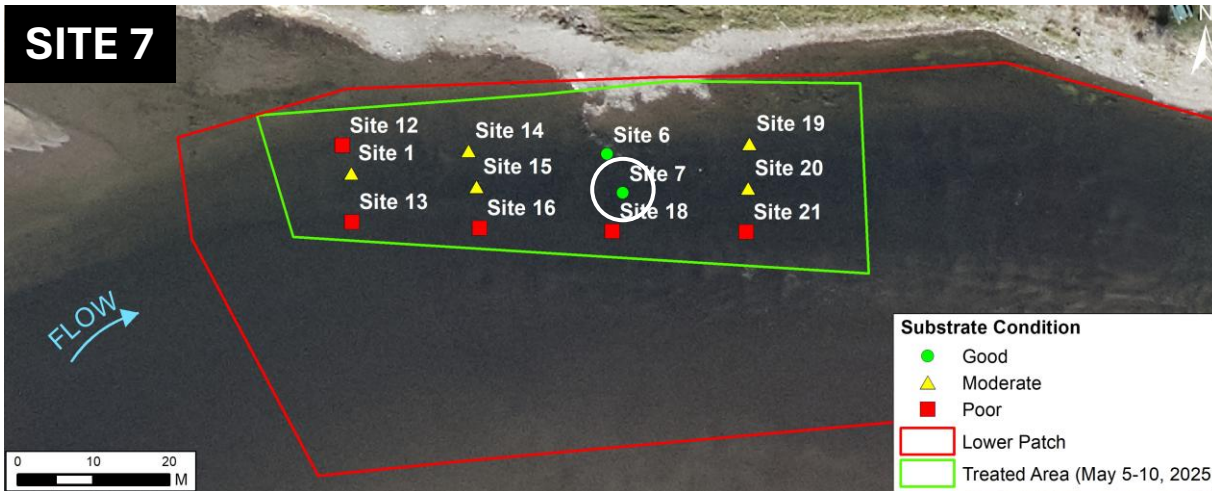 SITE 7
N
Site 12
Site 14
Site 6
Site 19
Site 1
Site 15
Site 7
Site 20
Site 13
Site 16
Site 18
Site 21
FLOW
Substrate Condition
Good
Moderate
Poor
Lower Patch
Treated Area (May 5-10, 2025
0 10 20
M